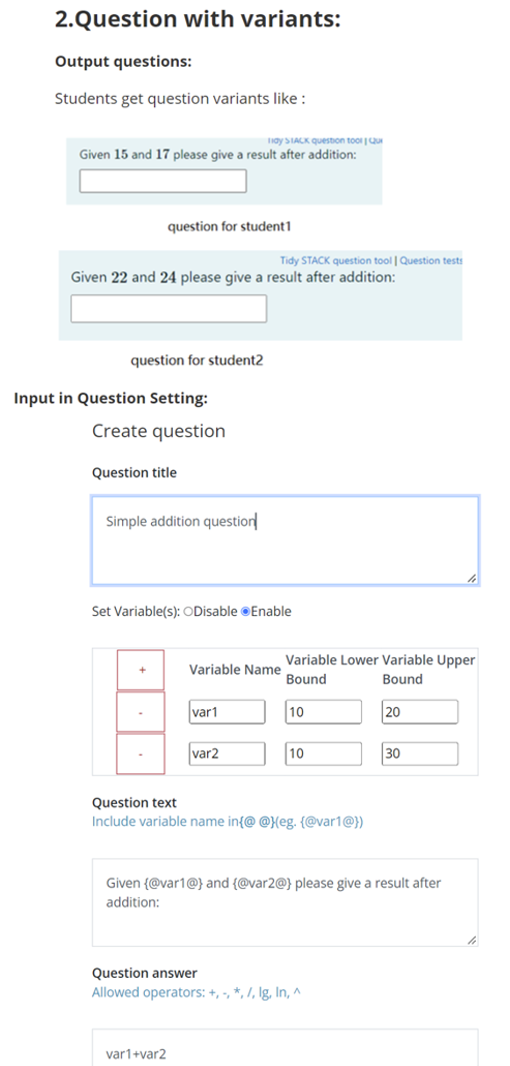 2.Question with variants:
Output questions:
Students get question variants like :
Tidy STACK question tool | Que
Given 15 and 17 please give a result after addition:
question for student1
Tidy STACK question tool | Question tests
Given 22 and 24 please give a result after addition:
question for student2
Input in Question Setting:
Create question
Question title
Simple addition question
Set Variable(s): Disable Enable
+ Variable Name Variable Lower Bound Variable Upper Bound
- var1 10 20
- var2 10 30
Question text
Include variable name in{@ @}(eg. {@var1@})
Given {@var1@} and {@var2@} please give a result after
addition:
Question answer
Allowed operators: +, -, *, /, lg, ln, ^
var1+var2